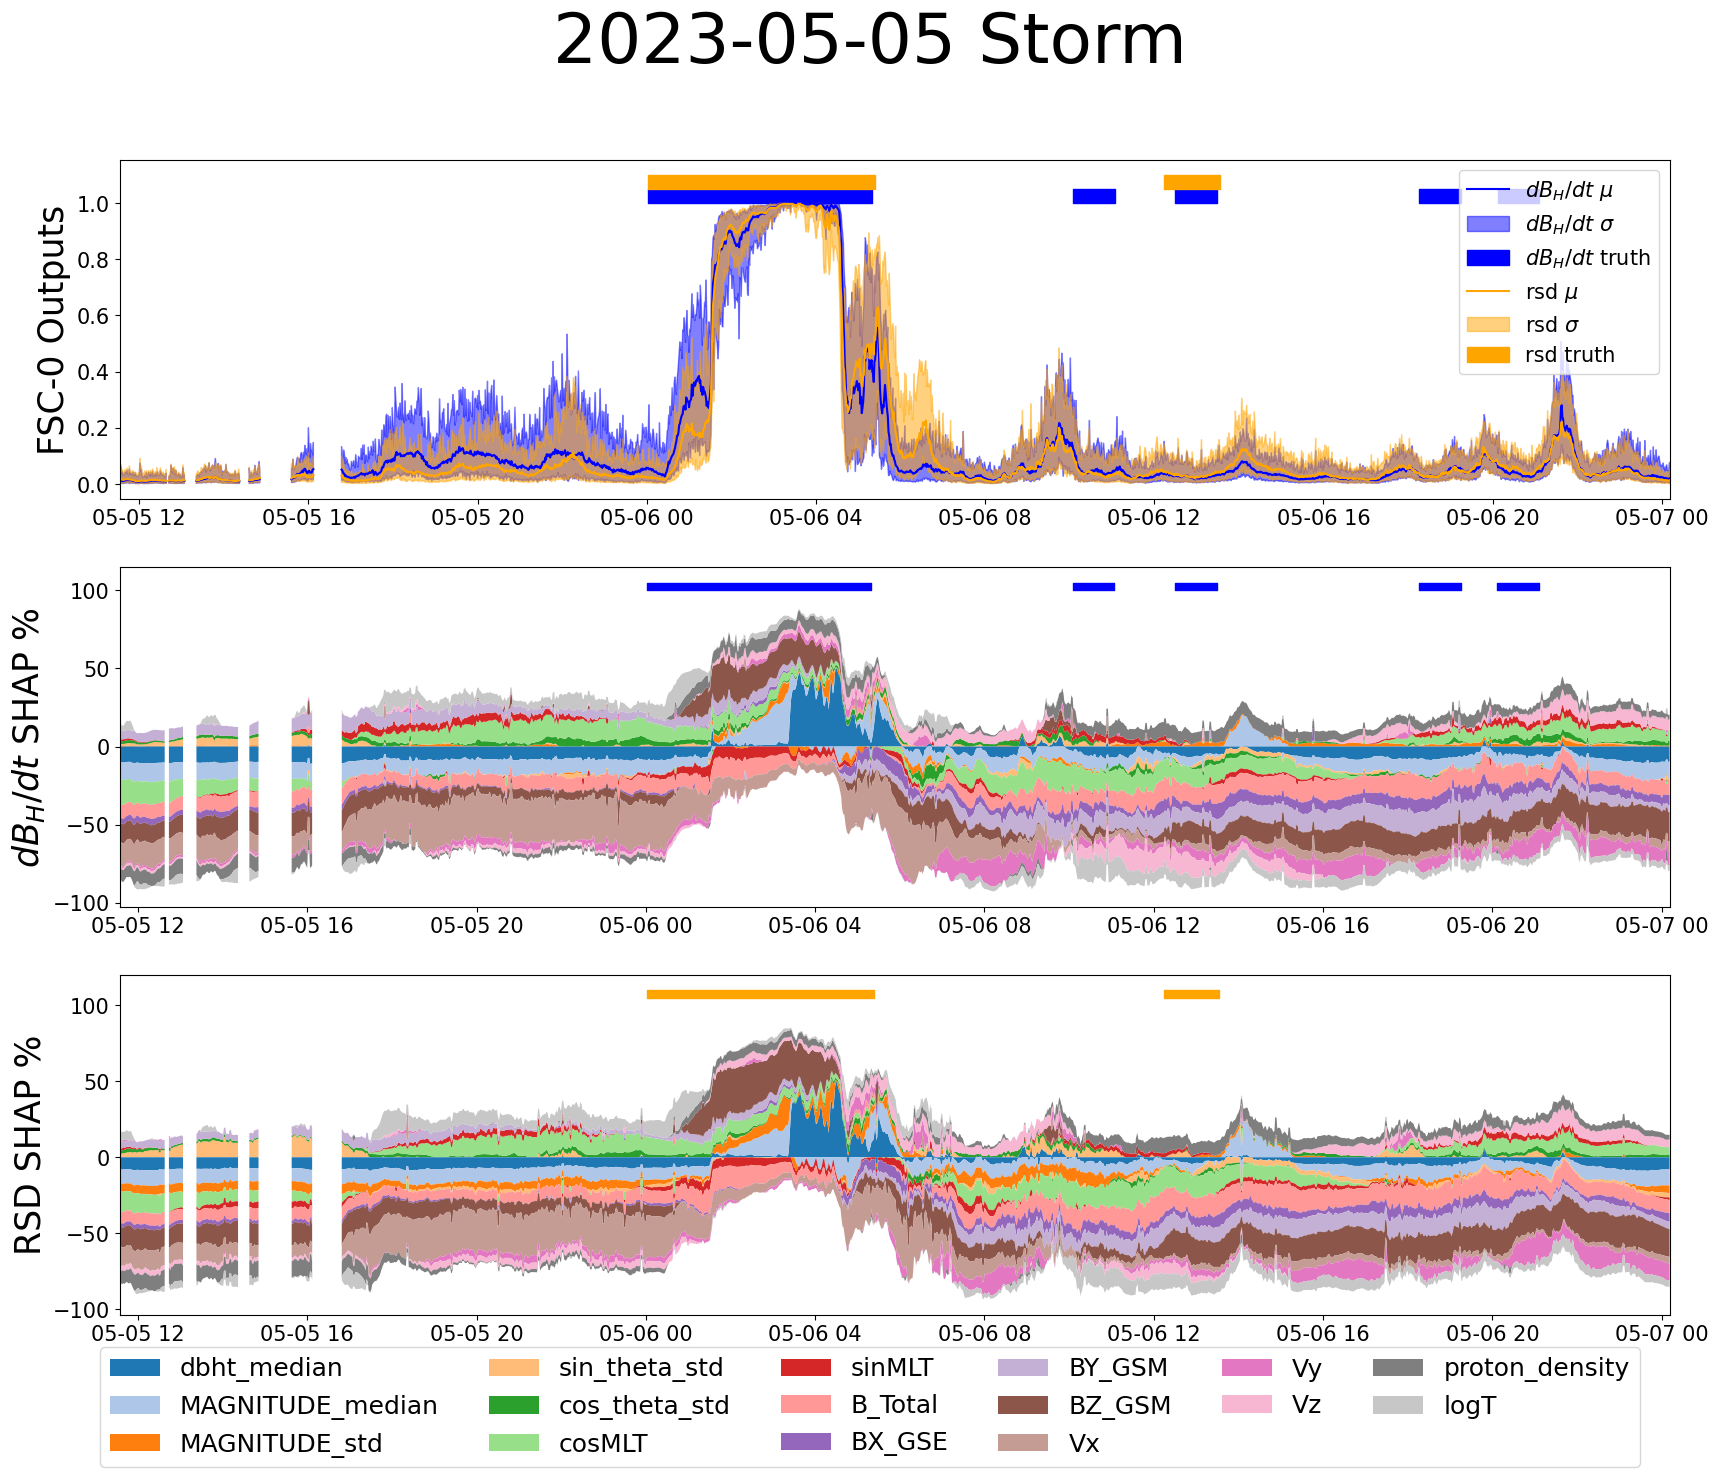 2023-05-05 Storm
FSC-0 Outputs
1.0
0.8
0.6
0.4
0.2
0.0
dB_H/dt μ
dB_H/dt σ
dB_H/dt truth
rsd μ
rsd σ
rsd truth
05-05 12 05-05 16 05-05 20 05-06 00 05-06 04 05-06 08 05-06 12 05-06 16 05-06 20 05-07 00
dB_H/dt SHAP %
100
50
0
−50
−100
05-05 12 05-05 16 05-05 20 05-06 00 05-06 04 05-06 08 05-06 12 05-06 16 05-06 20 05-07 00
RSD SHAP %
100
50
0
−50
−100
05-05 12 05-05 16 05-05 20 05-06 00 05-06 04 05-06 08 05-06 12 05-06 16 05-06 20 05-07 00
dbht_median sin_theta_std sinMLT BY_GSM Vy proton_density
MAGNITUDE_median cos_theta_std B_Total BZ_GSM Vz logT
MAGNITUDE_std cosMLT BX_GSE Vx